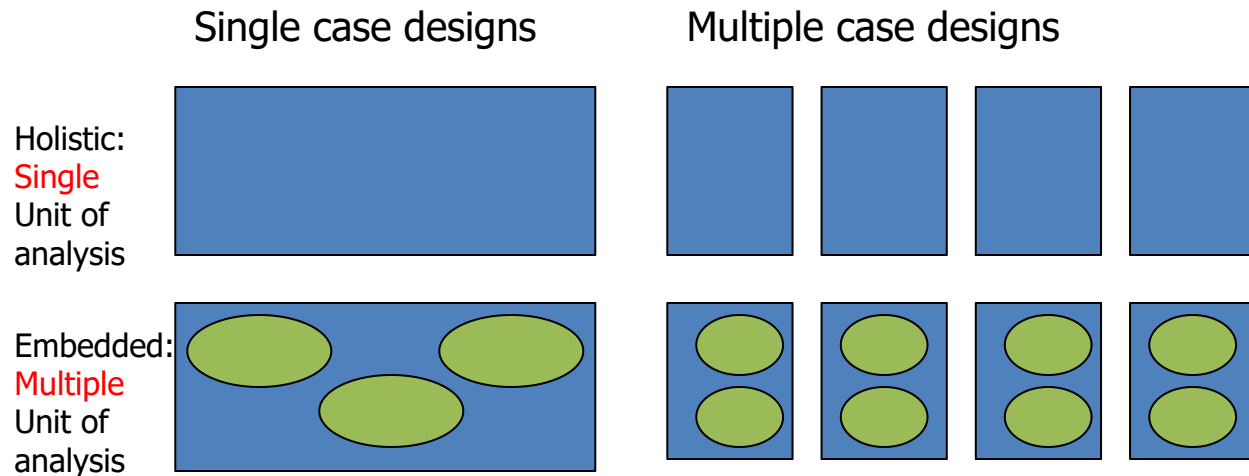 Single case designs
Multiple case designs
Holistic:
Single
Unit of
analysis
Embedded:
Multiple
Unit of
analysis